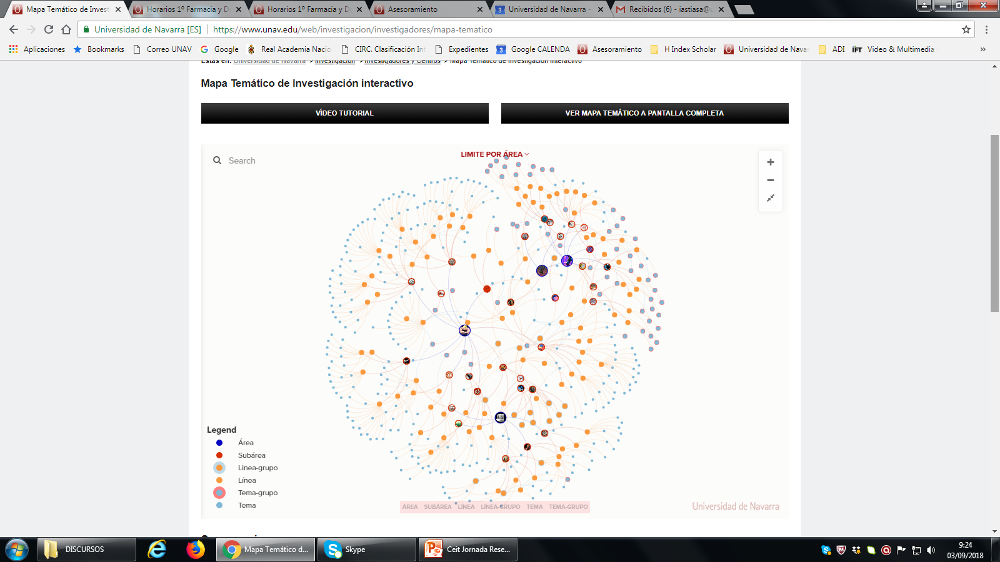 Mapa Temático de Invest
Horarios 1º Farmacia y D
Horarios 1º Farmacia y D
Asesoramiento
Universidad de Navarra -
Recibidos (6) - iastiasa@u
Universidad de Navarra [ES]
https://www.unav.edu/web/investigacion/investigadores/mapa-tematico
Aplicaciones
Bookmarks
Correo UNAV
Google
Real Academia Nacio
CIRC. Clasificación Int
Expedientes
Google CALENDA
Asesoramiento
H Index Scholar
Universidad de Navar
ADI
IFT
Video & Multimedia -
»
Estás en: Universidad de Navarra > Investigación > Investigadores y Centros > Mapa Temático de Investigación interactivo
Mapa Temático de Investigación interactivo
VÍDEO TUTORIAL
VER MAPA TEMÁTICO A PANTALLA COMPLETA
Search
LIMITE POR ÁREA
Legend
Área
Subárea
Linea-grupo
Línea
Tema-grupo
Tema
ÁREA SUBÁREA LÍNEA LÍNEA-GRUPO TEMA TEMA-GRUPO
Universidad de Navarra
DISCURSOS
Mapa Temático d...
Skype
Ceit Jornada Rese...
9:24
03/09/2018